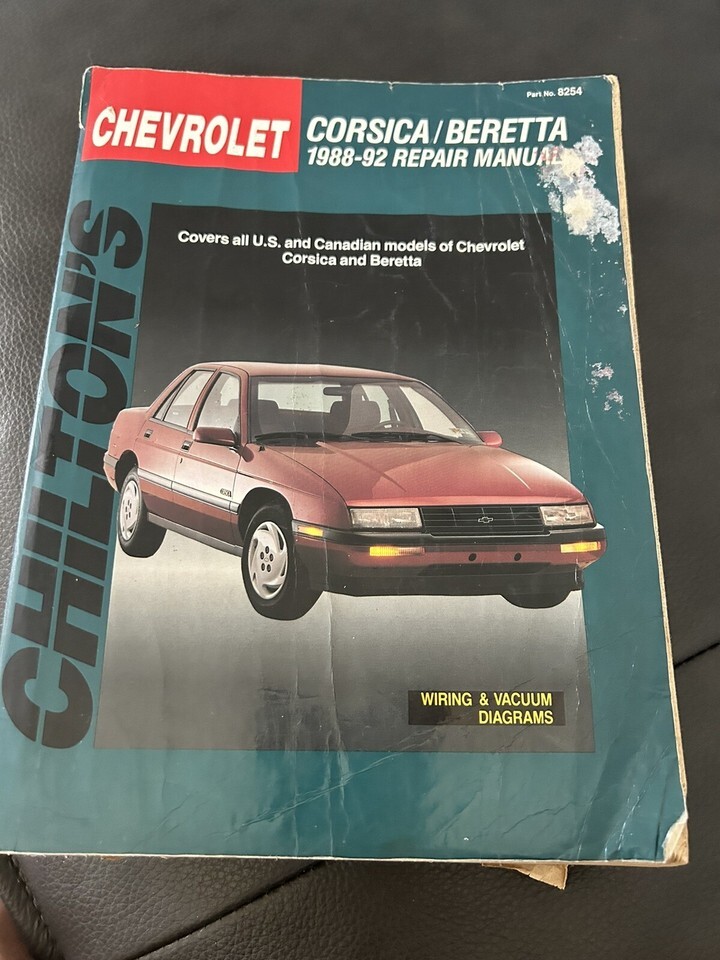 Part No. 8254
CHEVROLET
CORSICA/BERETTA
1988-92 REPAIR MANUAL
Covers all U.S. and Canadian models of Chevrolet
Corsica and Beretta
CHILTON'S
WIRING & VACUUM
DIAGRAMS